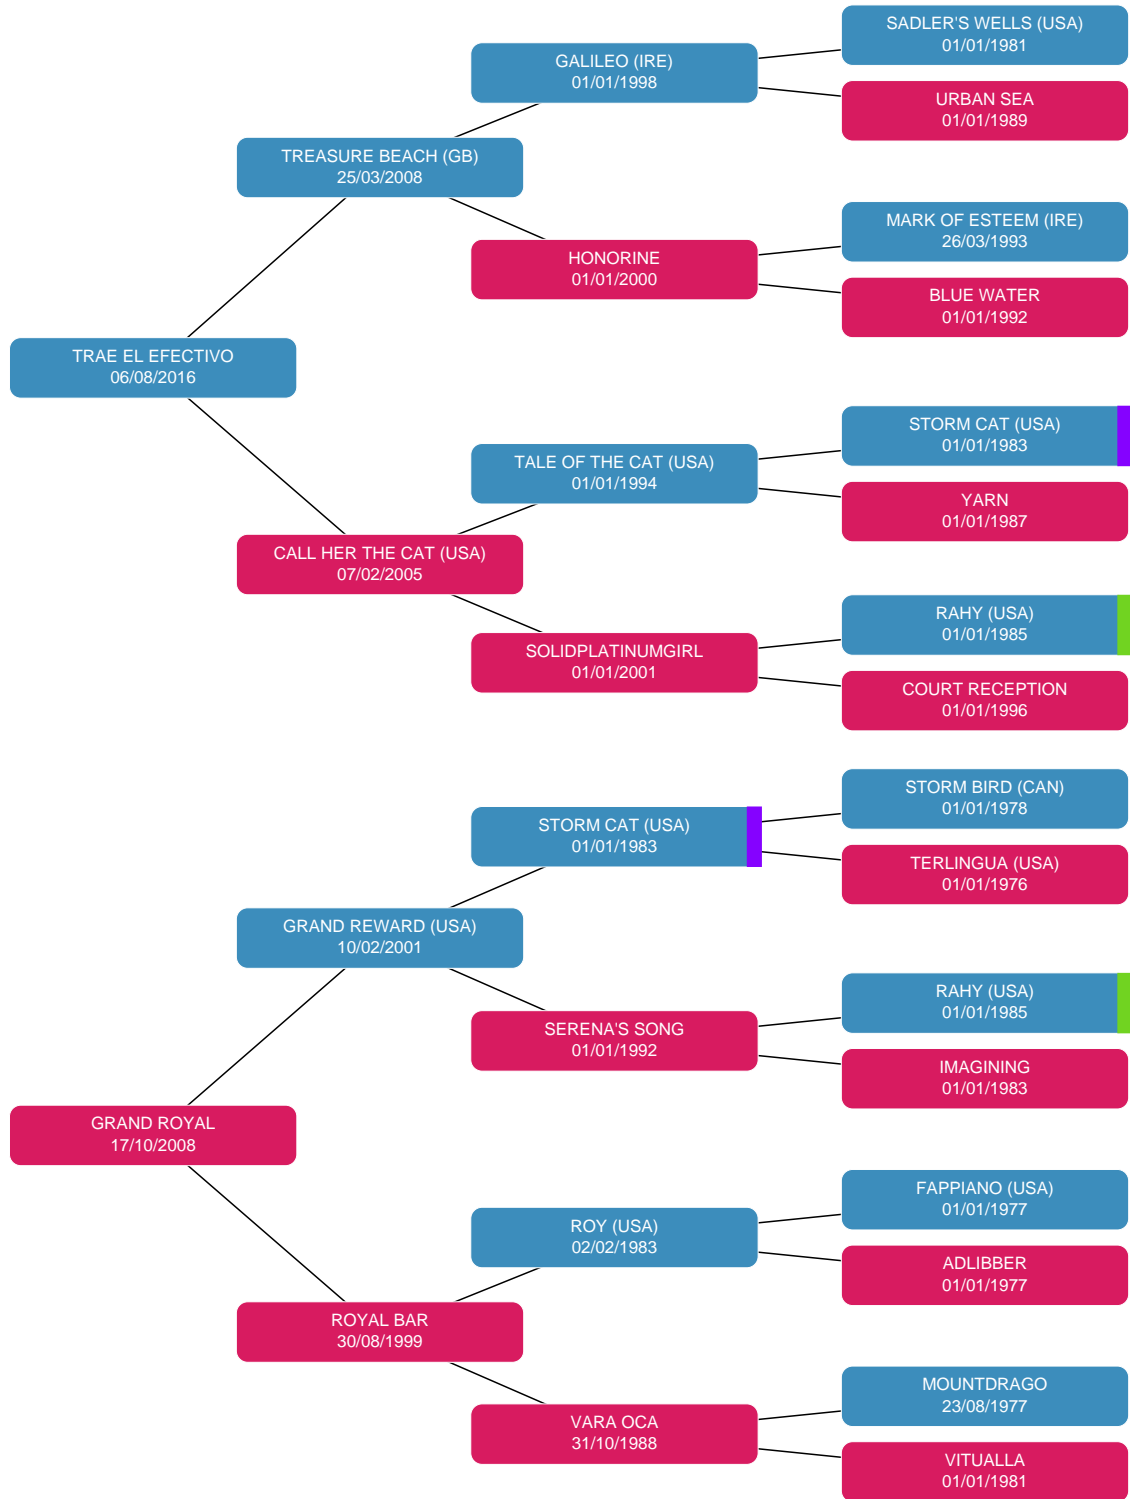 SADLER'S WELLS (USA)
01/01/1981
GALILEO (IRE)
01/01/1998
URBAN SEA
01/01/1989
TREASURE BEACH (GB)
25/03/2008
MARK OF ESTEEM (IRE)
26/03/1993
HONORINE
01/01/2000
BLUE WATER
01/01/1992
TRAE EL EFECTIVO
06/08/2016
STORM CAT (USA)
01/01/1983
TALE OF THE CAT (USA)
01/01/1994
YARN
01/01/1987
CALL HER THE CAT (USA)
07/02/2005
RAHY (USA)
01/01/1985
SOLIDPLATINUMGIRL
01/01/2001
COURT RECEPTION
01/01/1996
STORM BIRD (CAN)
01/01/1978
STORM CAT (USA)
01/01/1983
TERLINGUA (USA)
01/01/1976
GRAND REWARD (USA)
10/02/2001
RAHY (USA)
01/01/1985
SERENA'S SONG
01/01/1992
IMAGINING
01/01/1983
GRAND ROYAL
17/10/2008
FAPPIANO (USA)
01/01/1977
ROY (USA)
02/02/1983
ADLIBBER
01/01/1977
ROYAL BAR
30/08/1999
MOUNTDRAGO
23/08/1977
VARA OCA
31/10/1988
VITUALLA
01/01/1981